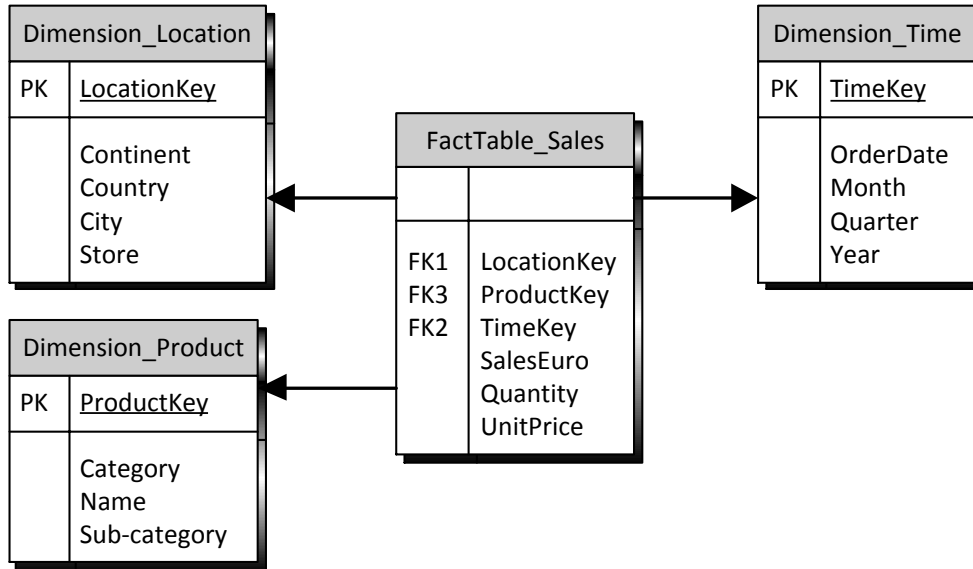 Dimension_Location
PK LocationKey
Continent
Country
City
Store
Dimension_Product
PK ProductKey
Category
Name
Sub-category
FactTable_Sales
FK1 LocationKey
FK3 ProductKey
FK2 TimeKey
SalesEuro
Quantity
UnitPrice
Dimension_Time
PK TimeKey
OrderDate
Month
Quarter
Year